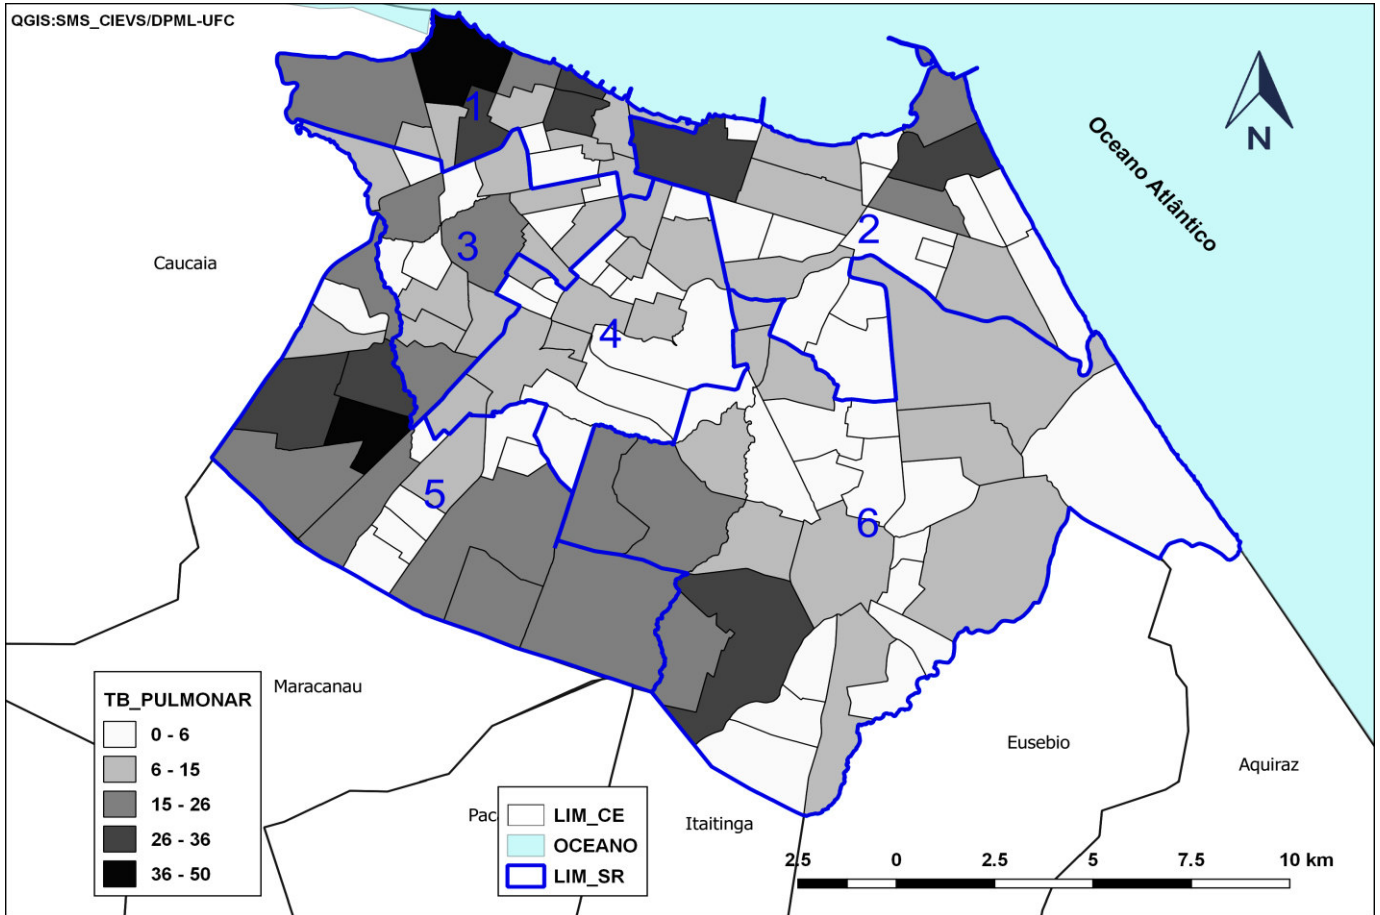 QGIS:SMS_CIEVS/DPML-UFC
N
Oceano Atlântico
1
2
3
Caucaia
4
5
6
Maracanau
Eusebio
Aquiraz
Itaitinga
Pac
TB_PULMONAR
0 - 6
6 - 15
15 - 26
26 - 36
36 - 50
LIM_CE
OCEANO
LIM_SR
2.5 0 2.5 5 7.5 10 km